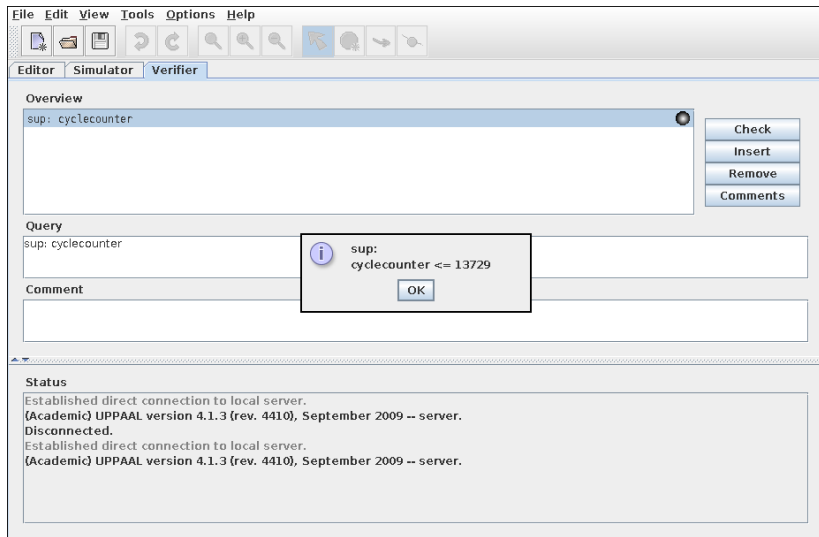 File Edit View Tools Options Help
Editor Simulator Verifier
Overview
sup: cyclecounter
Check
Insert
Remove
Comments
Query
sup: cyclecounter
sup:
cyclecounter <= 13729
OK
Comment
Status
Established direct connection to local server.
(Academic) UPPAAL version 4.1.3 (rev. 4410), September 2009 -- server.
Disconnected.
Established direct connection to local server.
(Academic) UPPAAL version 4.1.3 (rev. 4410), September 2009 -- server.